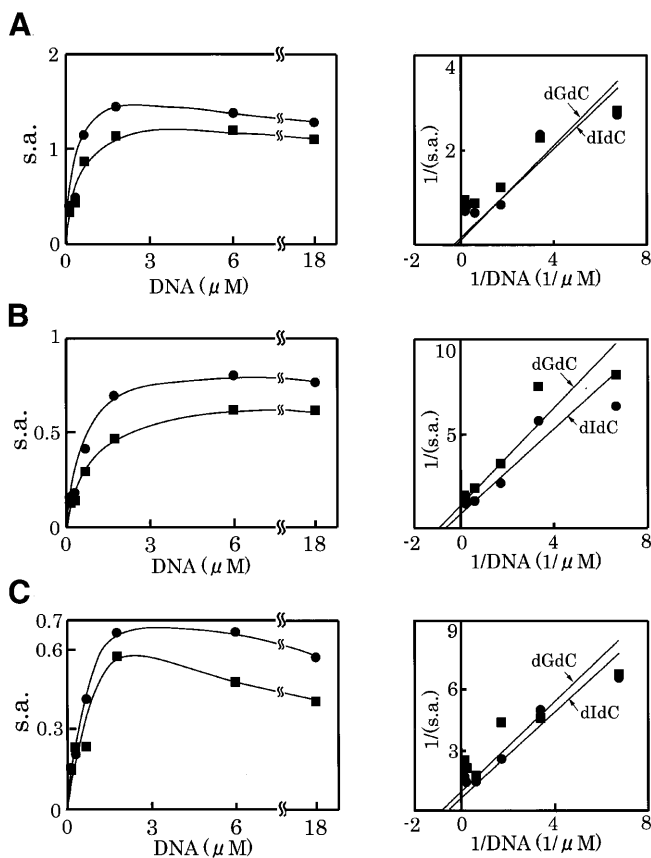 A
s.a.
2
1
0
0
3
6
18
DNA (μM)
1/(s.a.)
4
2
dGdC
dIdC
-2
0
4
8
1/DNA (1/μM)
B
s.a.
1
0.5
0
0
3
6
18
DNA (μM)
1/(s.a.)
10
5
dGdC
dIdC
-2
0
4
8
1/DNA (1/μM)
C
s.a.
0.7
0.6
0.3
0
0
3
6
18
DNA (μM)
1/(s.a.)
9
6
3
dGdC
dIdC
-2
0
4
8
1/DNA (1/μM)